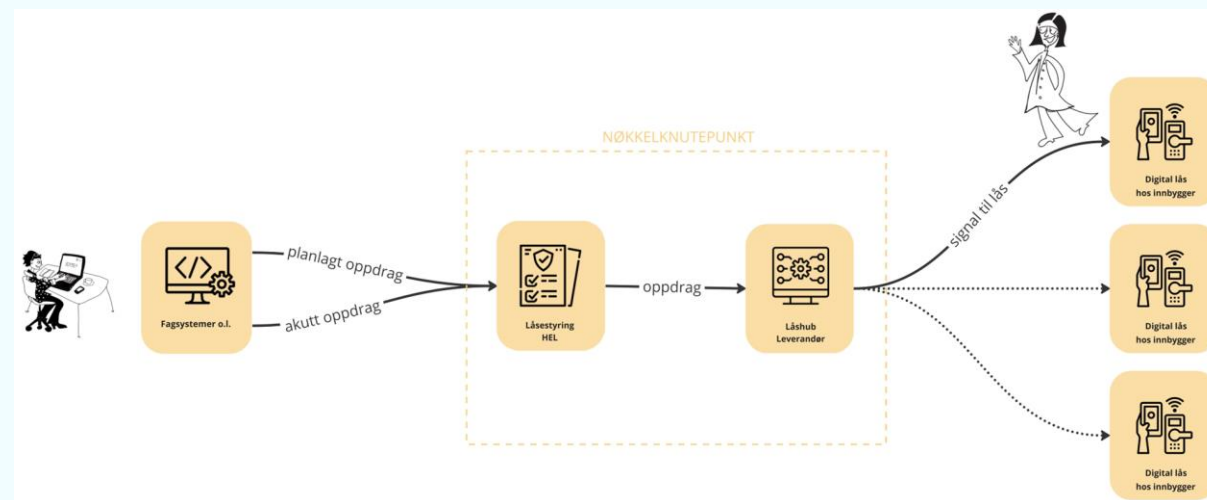 NØKKELKNUTEPUNKT
Fagsystemer o.l.
planlagt oppdrag
akutt oppdrag
Låsestyring
HEL
oppdrag
Låshub
Leverandør
signal til lås
Digital lås
hos innbygger
Digital lås
hos innbygger
Digital lås
hos innbygger